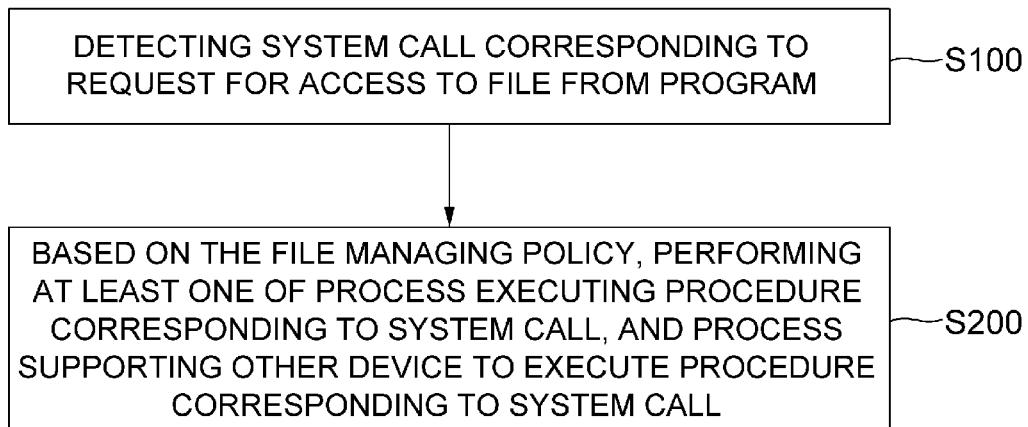 DETECTING SYSTEM CALL CORRESPONDING TO
REQUEST FOR ACCESS TO FILE FROM PROGRAM
S100
BASED ON THE FILE MANAGING POLICY, PERFORMING
AT LEAST ONE OF PROCESS EXECUTING PROCEDURE
CORRESPONDING TO SYSTEM CALL, AND PROCESS
SUPPORTING OTHER DEVICE TO EXECUTE PROCEDURE
CORRESPONDING TO SYSTEM CALL
S200